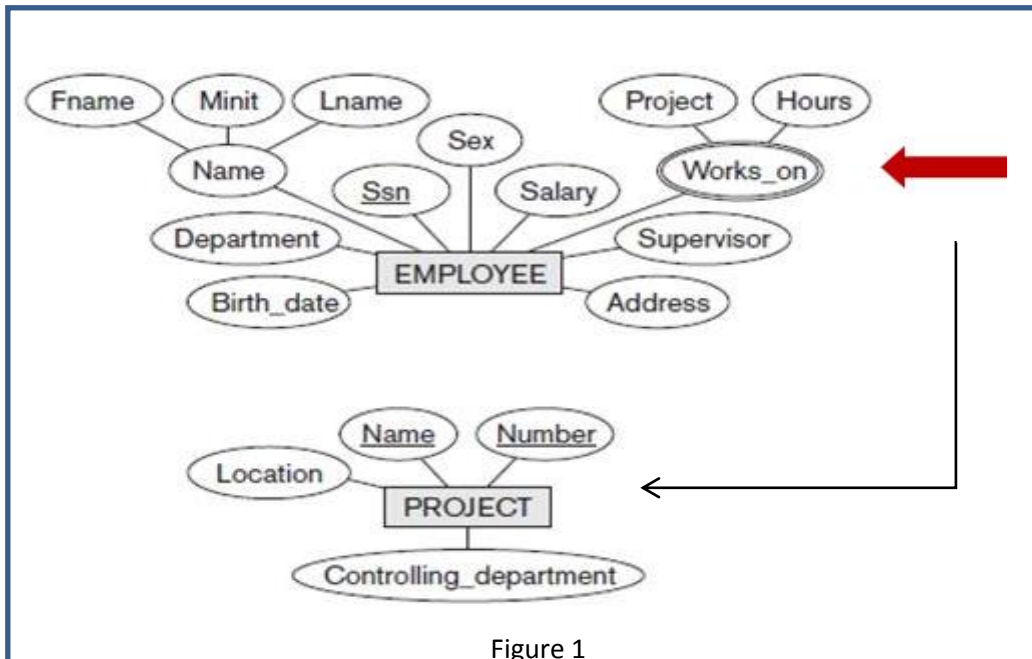 Fname Minit Lname
Project Hours
Sex
Name
Works_on
Ssn
Salary
Department
Supervisor
EMPLOYEE
Birth_date
Address
Name Number
Location
PROJECT
Controlling_department
Figure 1